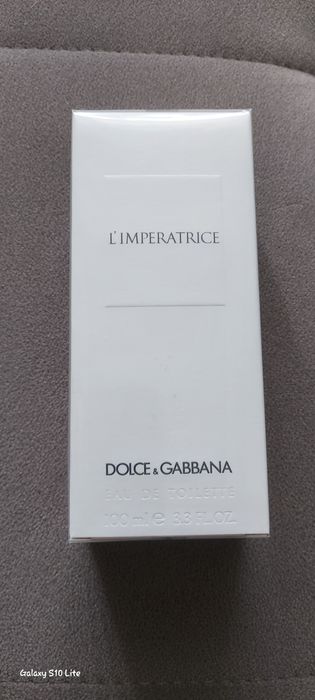 L'IMPERATRICE
DOLCE & GABBANA
EAU DE TOILETTE
100 ml ℮ 3.3 FL.OZ.
Galaxy S10 Lite